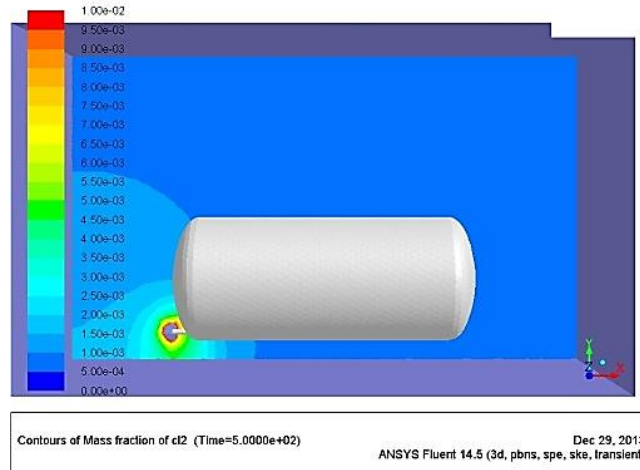 1.00e-02
9.50e-03
9.00e-03
8.50e-03
8.00e-03
7.50e-03
7.00e-03
6.50e-03
6.00e-03
5.50e-03
5.00e-03
4.50e-03
4.00e-03
3.50e-03
3.00e-03
2.50e-03
2.00e-03
1.50e-03
1.00e-03
5.00e-04
0.00e+00
Y
Z
X
Contours of Mass fraction of cl2 (Time=5.0000e+02)
Dec 29, 201
ANSYS Fluent 14.5 (3d, pbns, spe, ske, transient